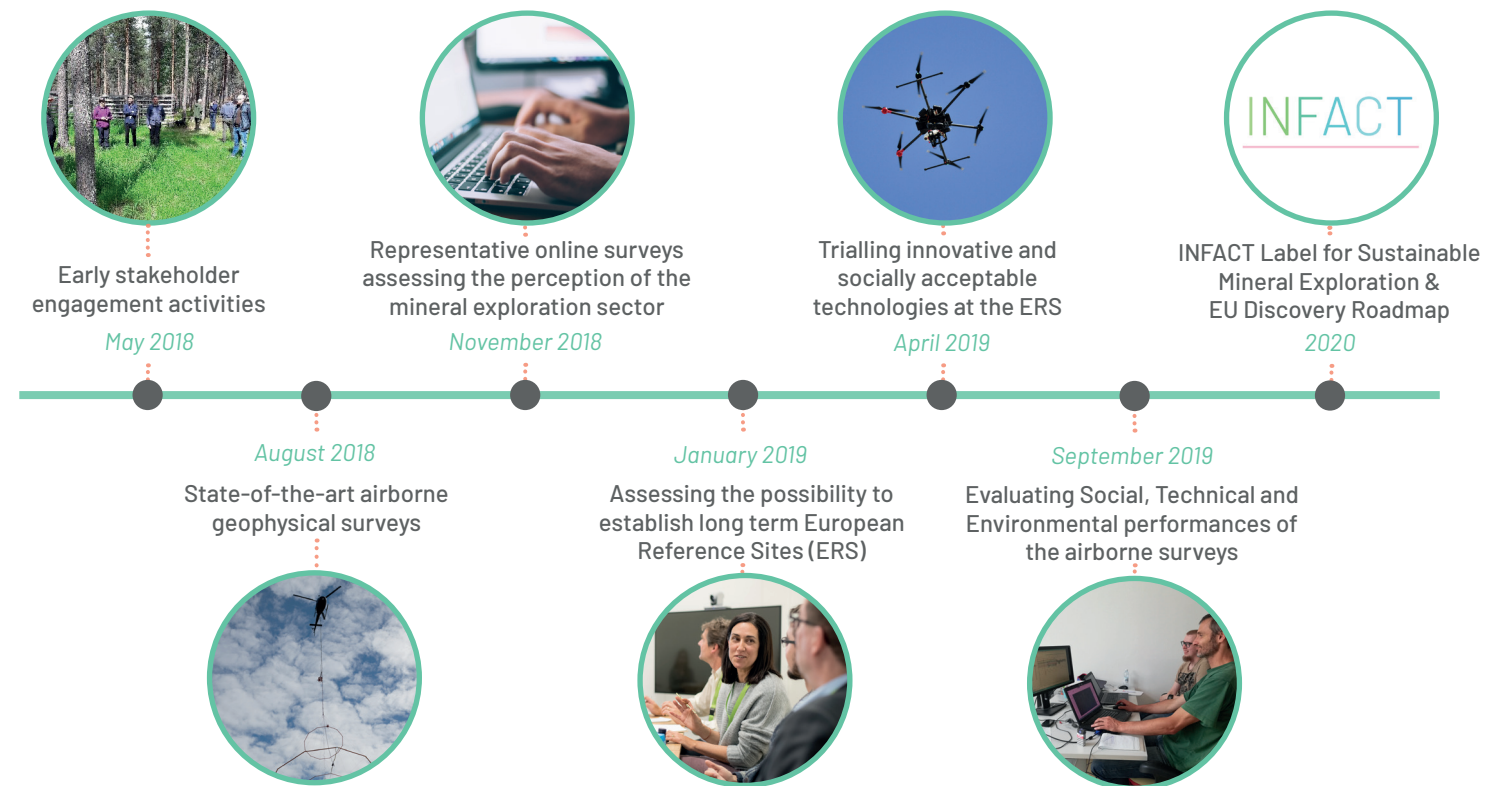 INFACT
Early stakeholder
engagement activities
May 2018
Representative online surveys
assessing the perception of the
mineral exploration sector
November 2018
Trialling innovative and
socially acceptable
technologies at the ERS
April 2019
INFACT Label for Sustainable
Mineral Exploration &
EU Discovery Roadmap
2020
August 2018
State-of-the-art airborne
geophysical surveys
January 2019
Assessing the possibility to
establish long term European
Reference Sites (ERS)
September 2019
Evaluating Social, Technical and
Environmental performances of
the airborne surveys